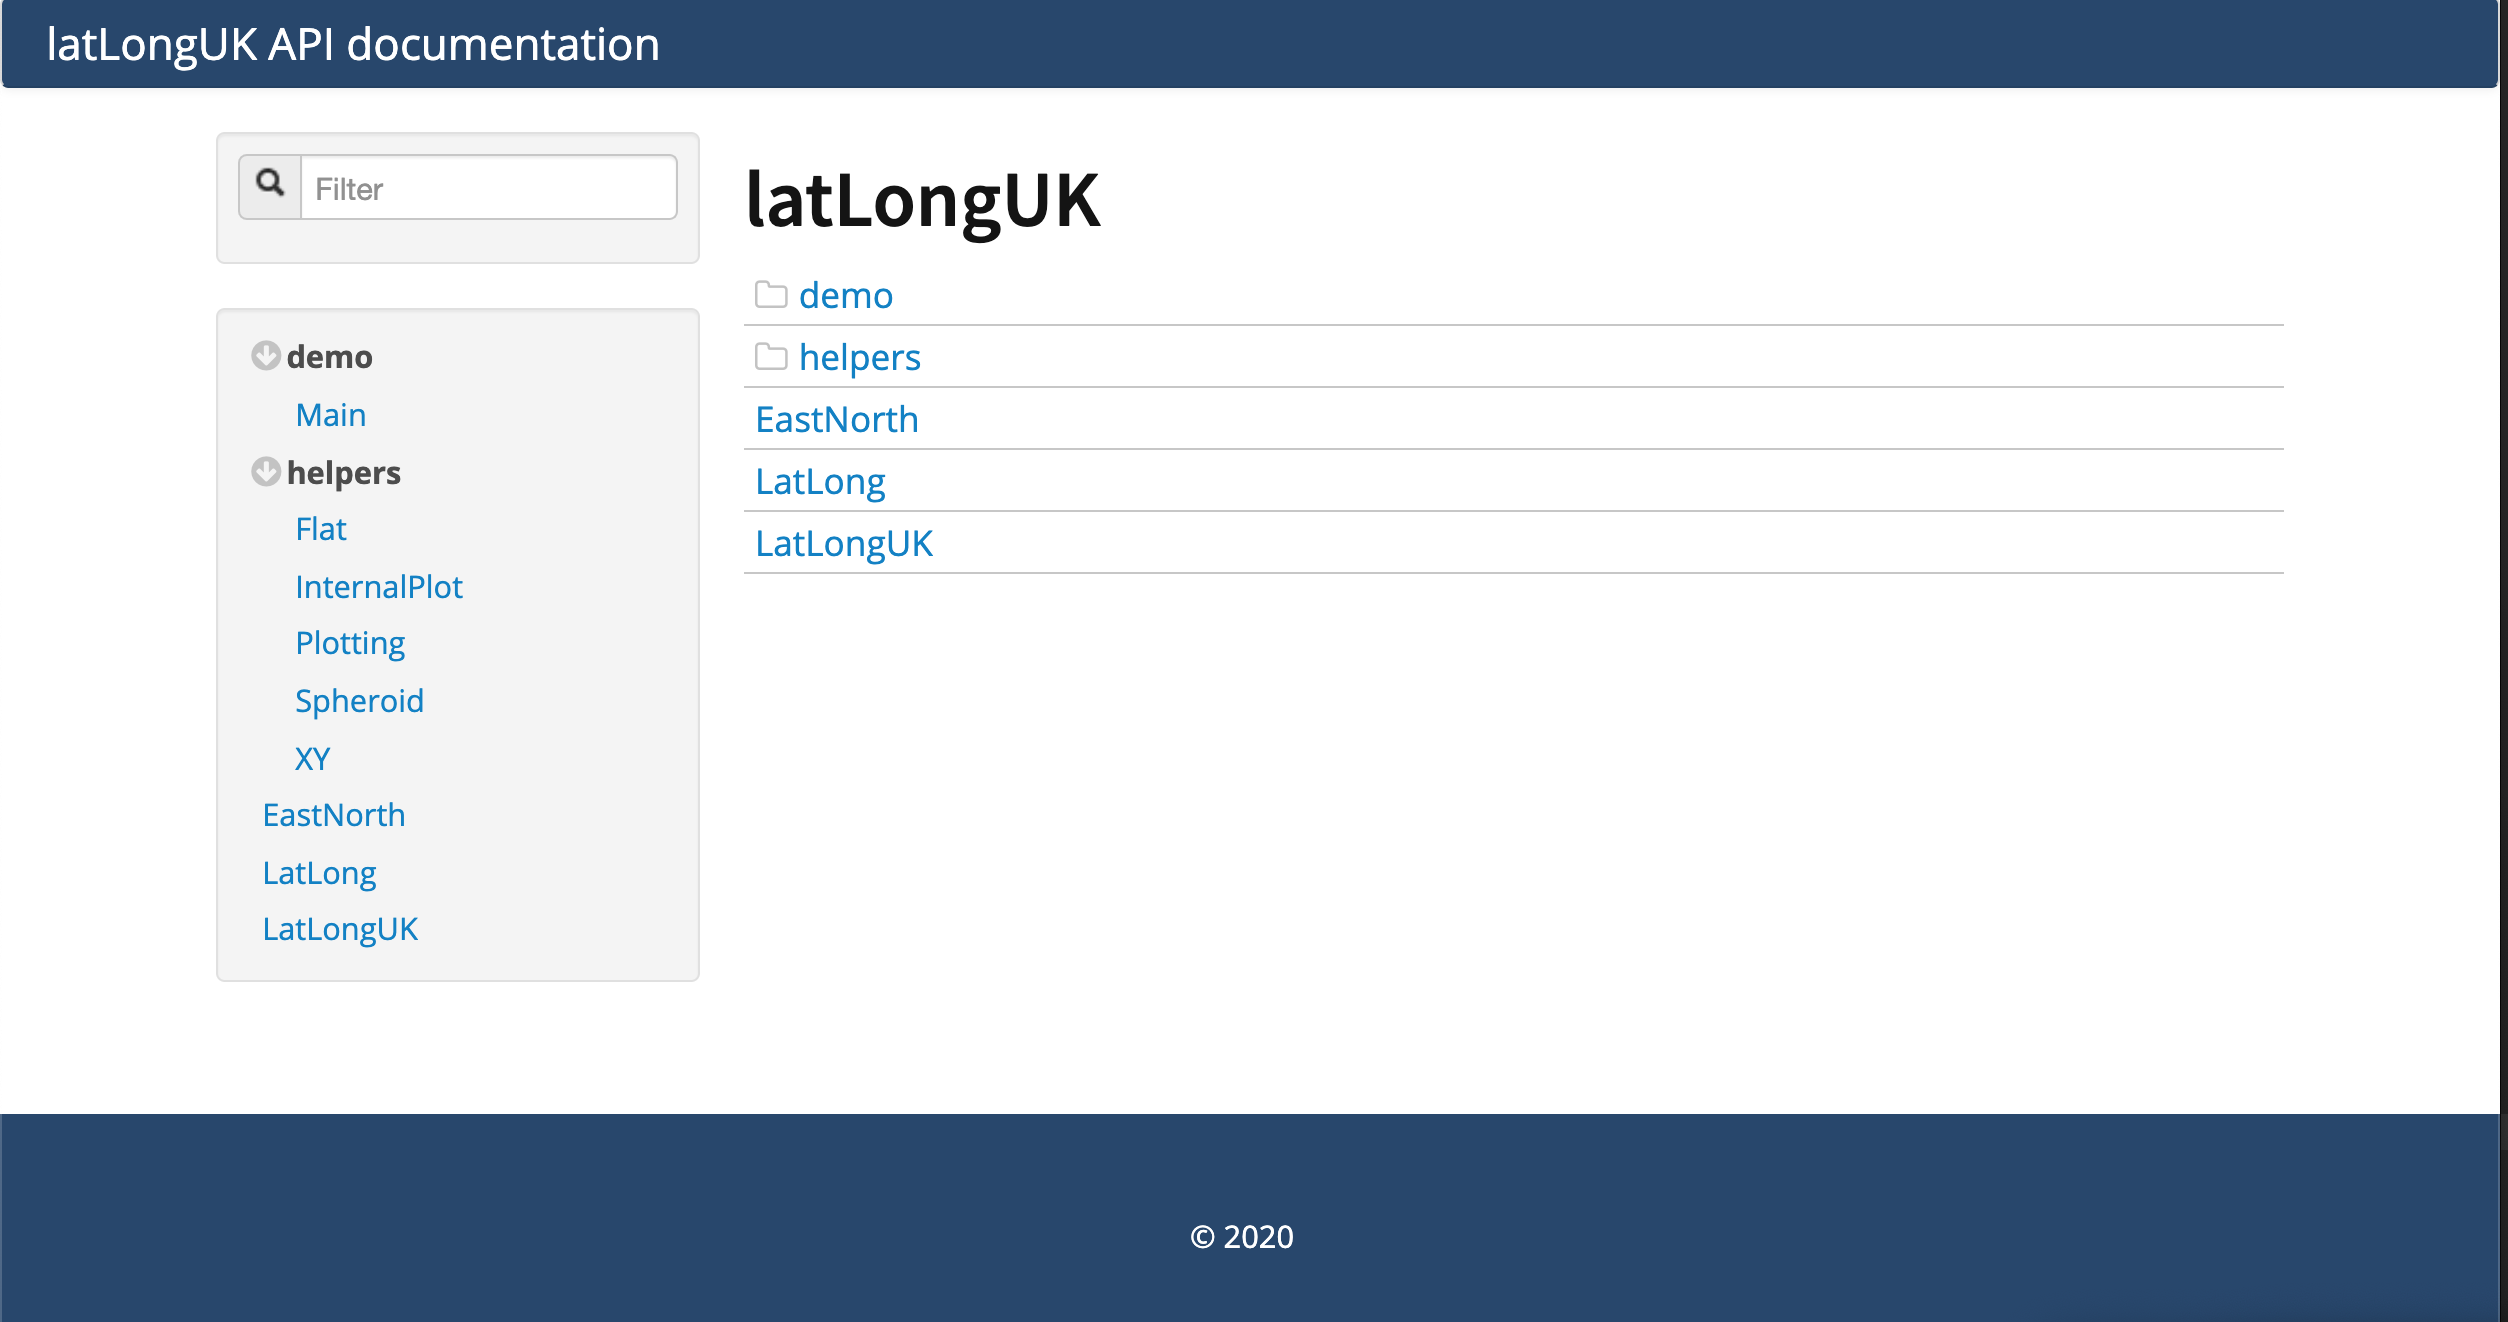 latLongUK API documentation
Filter
demo
Main
helpers
Flat
InternalPlot
Plotting
Spheroid
XY
EastNorth
LatLong
LatLongUK
latLongUK
demo
helpers
EastNorth
LatLong
LatLongUK
© 2020